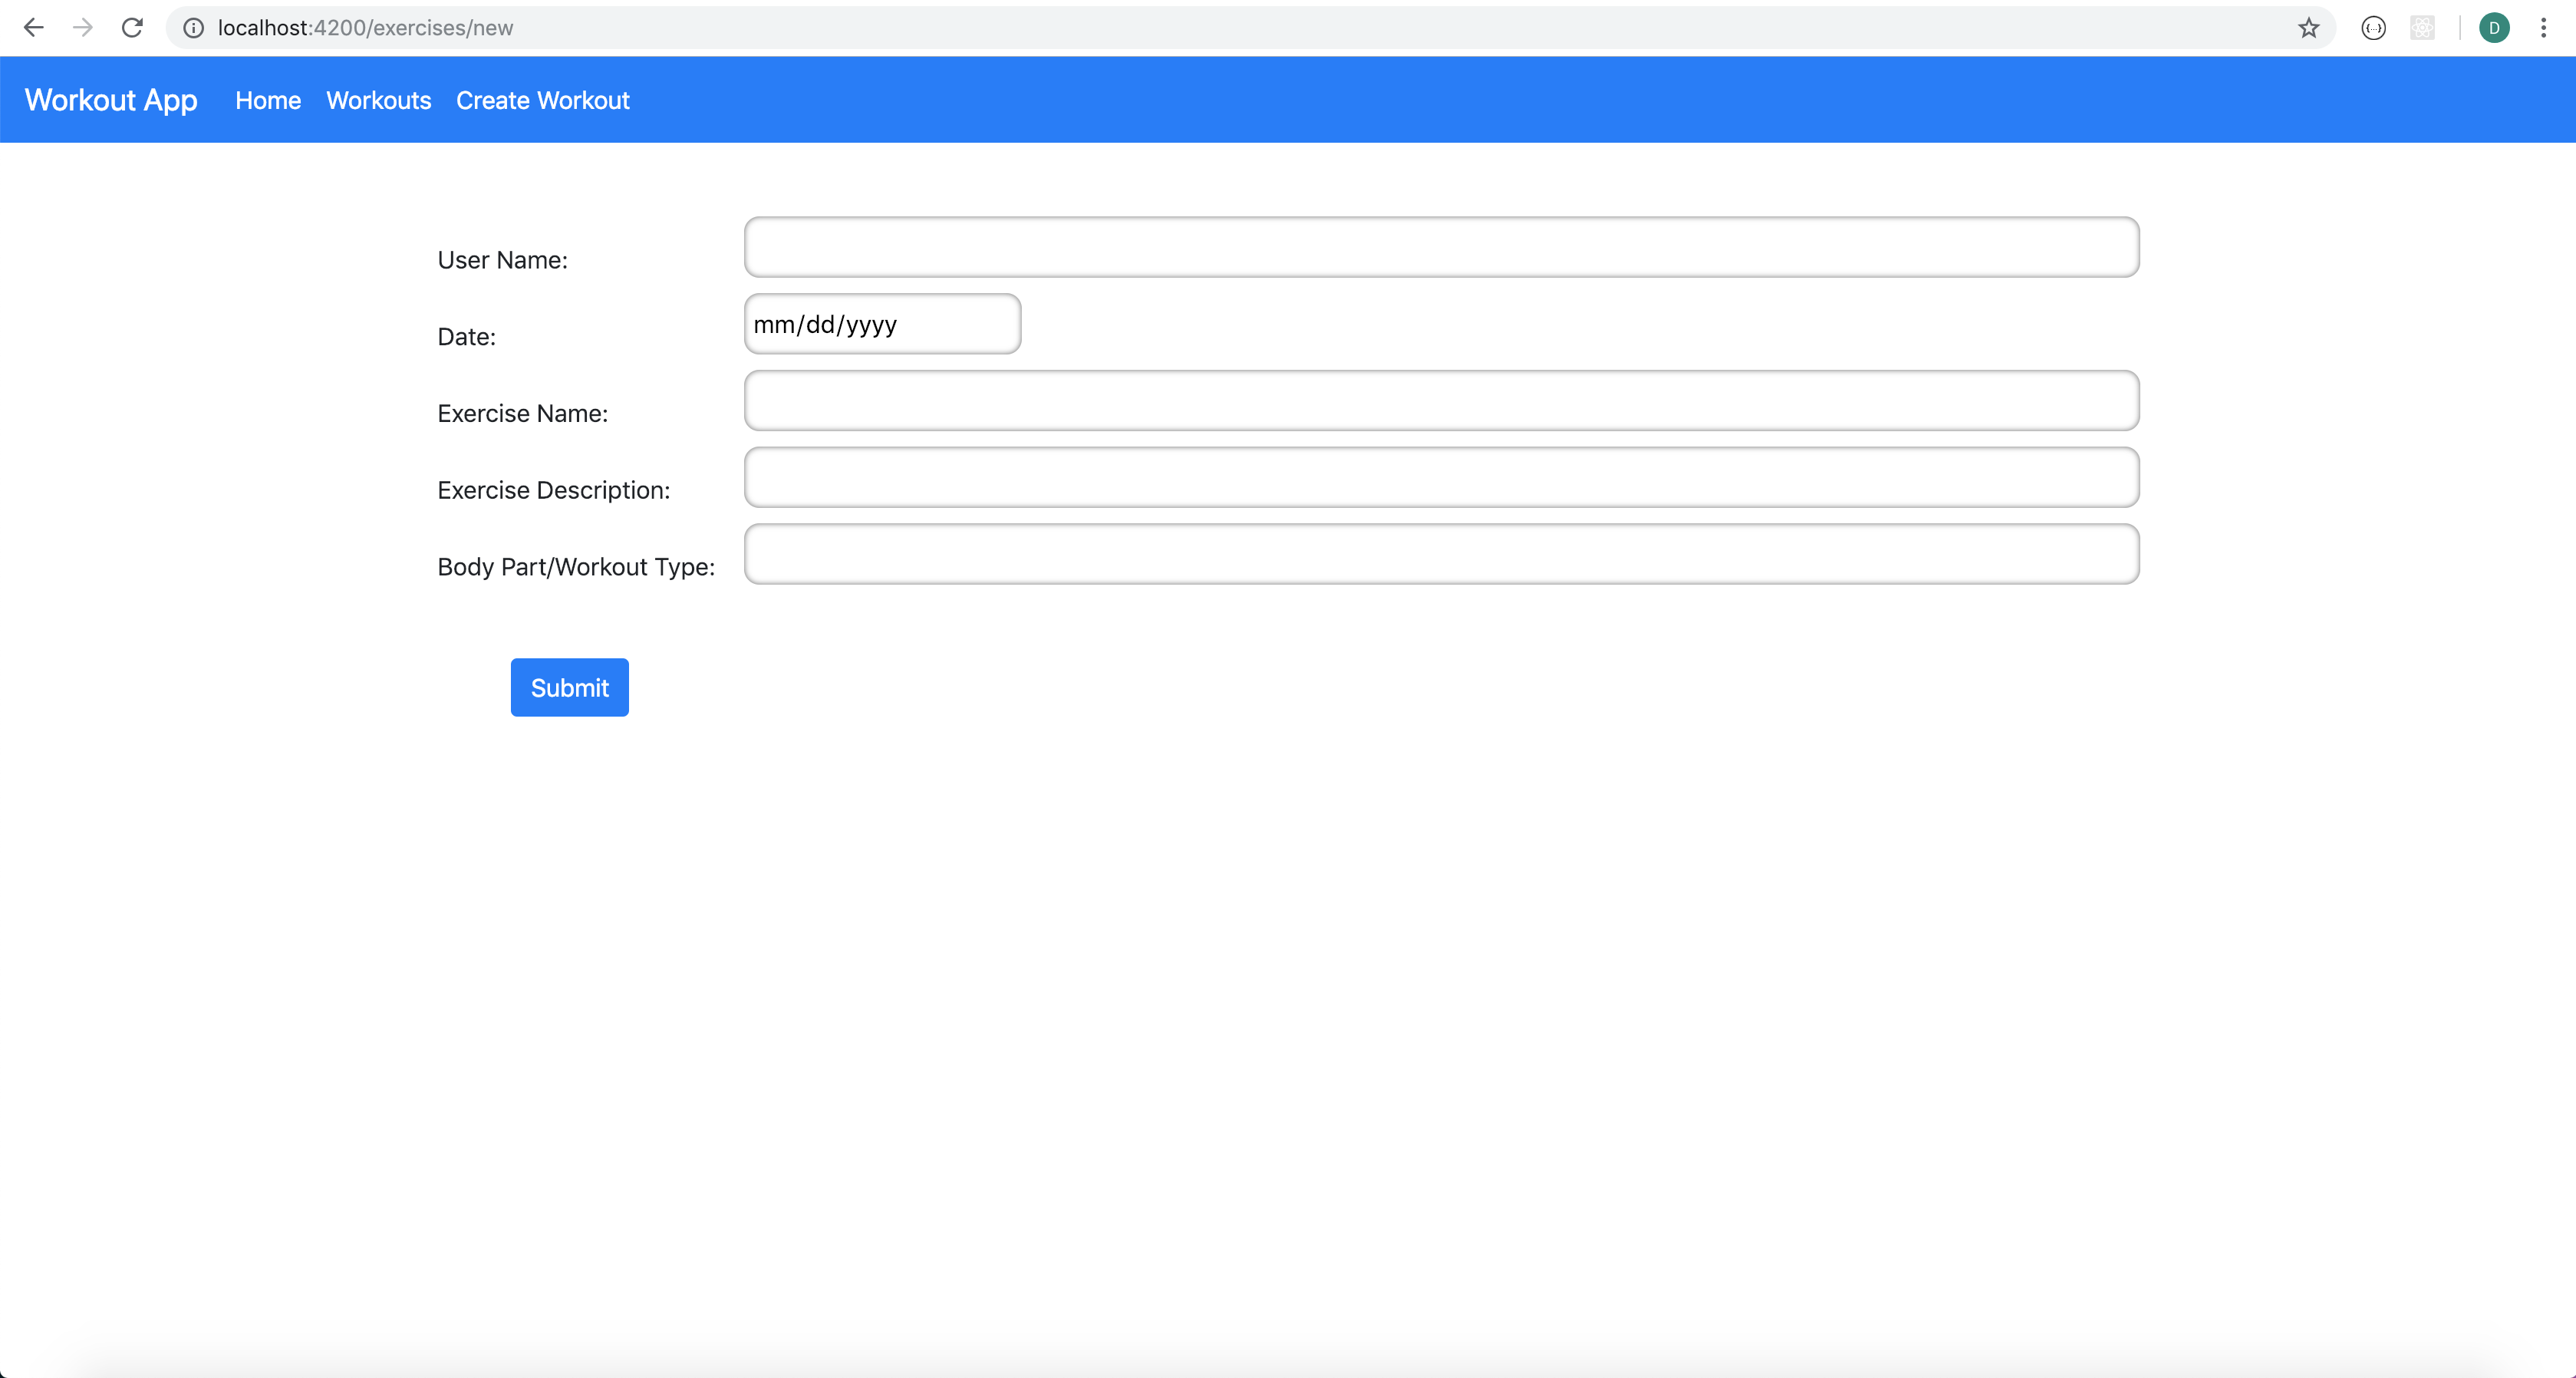 localhost:4200/exercises/new
D
Workout App Home Workouts Create Workout
User Name:
Date: mm/dd/yyyy
Exercise Name:
Exercise Description:
Body Part/Workout Type:
Submit